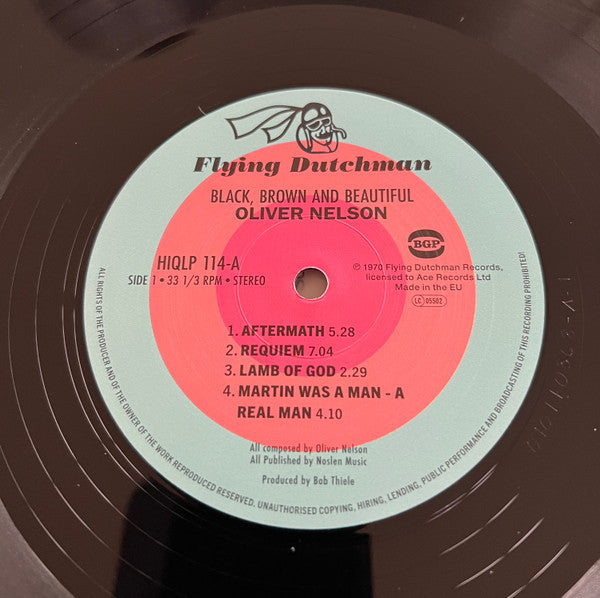 Flying Dutchman
BLACK, BROWN AND BEAUTIFUL
OLIVER NELSON
HIQLP 114-A
SIDE 1 • 33 1/3 RPM • STEREO
BGP
℗ 1970 Flying Dutchman Records,
licensed to Ace Records Ltd
Made in the EU
LC 05502
1. AFTERMATH 5.28
2. REQUIEM 7.04
3. LAMB OF GOD 2.29
4. MARTIN WAS A MAN - A
REAL MAN 4.10
All composed by Oliver Nelson
All Published by Noslen Music
Produced by Bob Thiele
ALL RIGHTS OF THE PRODUCER AND OF THE OWNER OF THE WORK REPRODUCED RESERVED. UNAUTHORISED COPYING, HIRING, LENDING, PUBLIC PERFORMANCE AND BROADCASTING OF THIS RECORDING PROHIBITED!